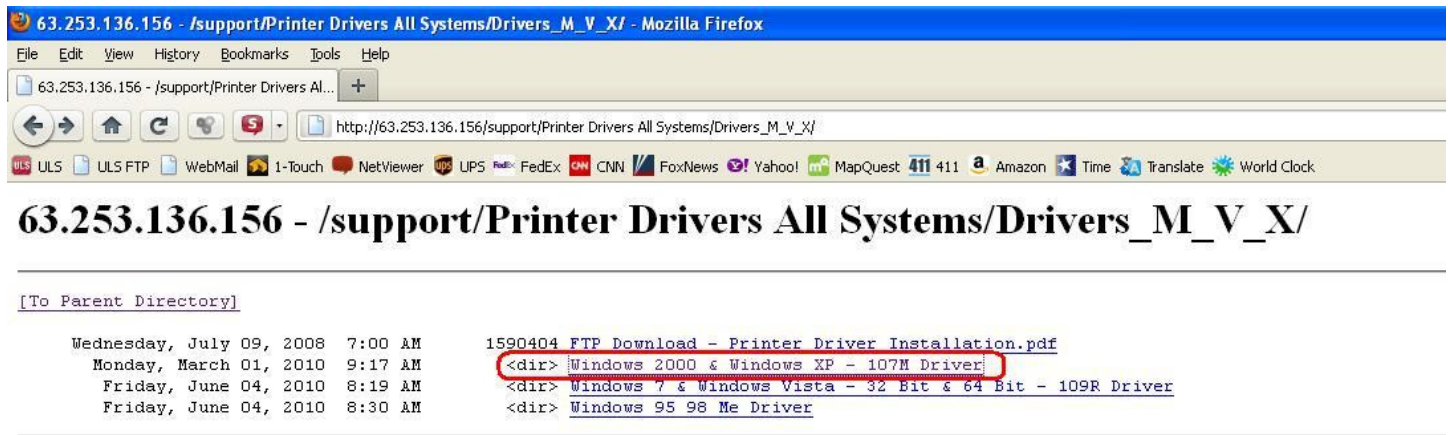 63.253.136.156 - /support/Printer Drivers All Systems/Drivers_M_V_X/ - Mozilla Firefox
File Edit View History Bookmarks Tools Help
63.253.136.156 - /support/Printer Drivers Al... +
http://63.253.136.156/support/Printer Drivers All Systems/Drivers_M_V_X/
ULS ULS ULS FTP WebMail 1-Touch NetViewer UPS UPS FedEx FedEx CNN CNN FoxNews Yahoo! MapQuest 411 411 Amazon Time Translate World Clock
63.253.136.156 - /support/Printer Drivers All Systems/Drivers_M_V_X/
[To Parent Directory]
Wednesday, July 09, 2008 7:00 AM 1590404 FTP Download - Printer Driver Installation.pdf
Monday, March 01, 2010 9:17 AM <dir> Windows 2000 & Windows XP - 107M Driver
Friday, June 04, 2010 8:19 AM <dir> Windows 7 & Windows Vista - 32 Bit & 64 Bit - 109R Driver
Friday, June 04, 2010 8:30 AM <dir> Windows 95 98 Me Driver